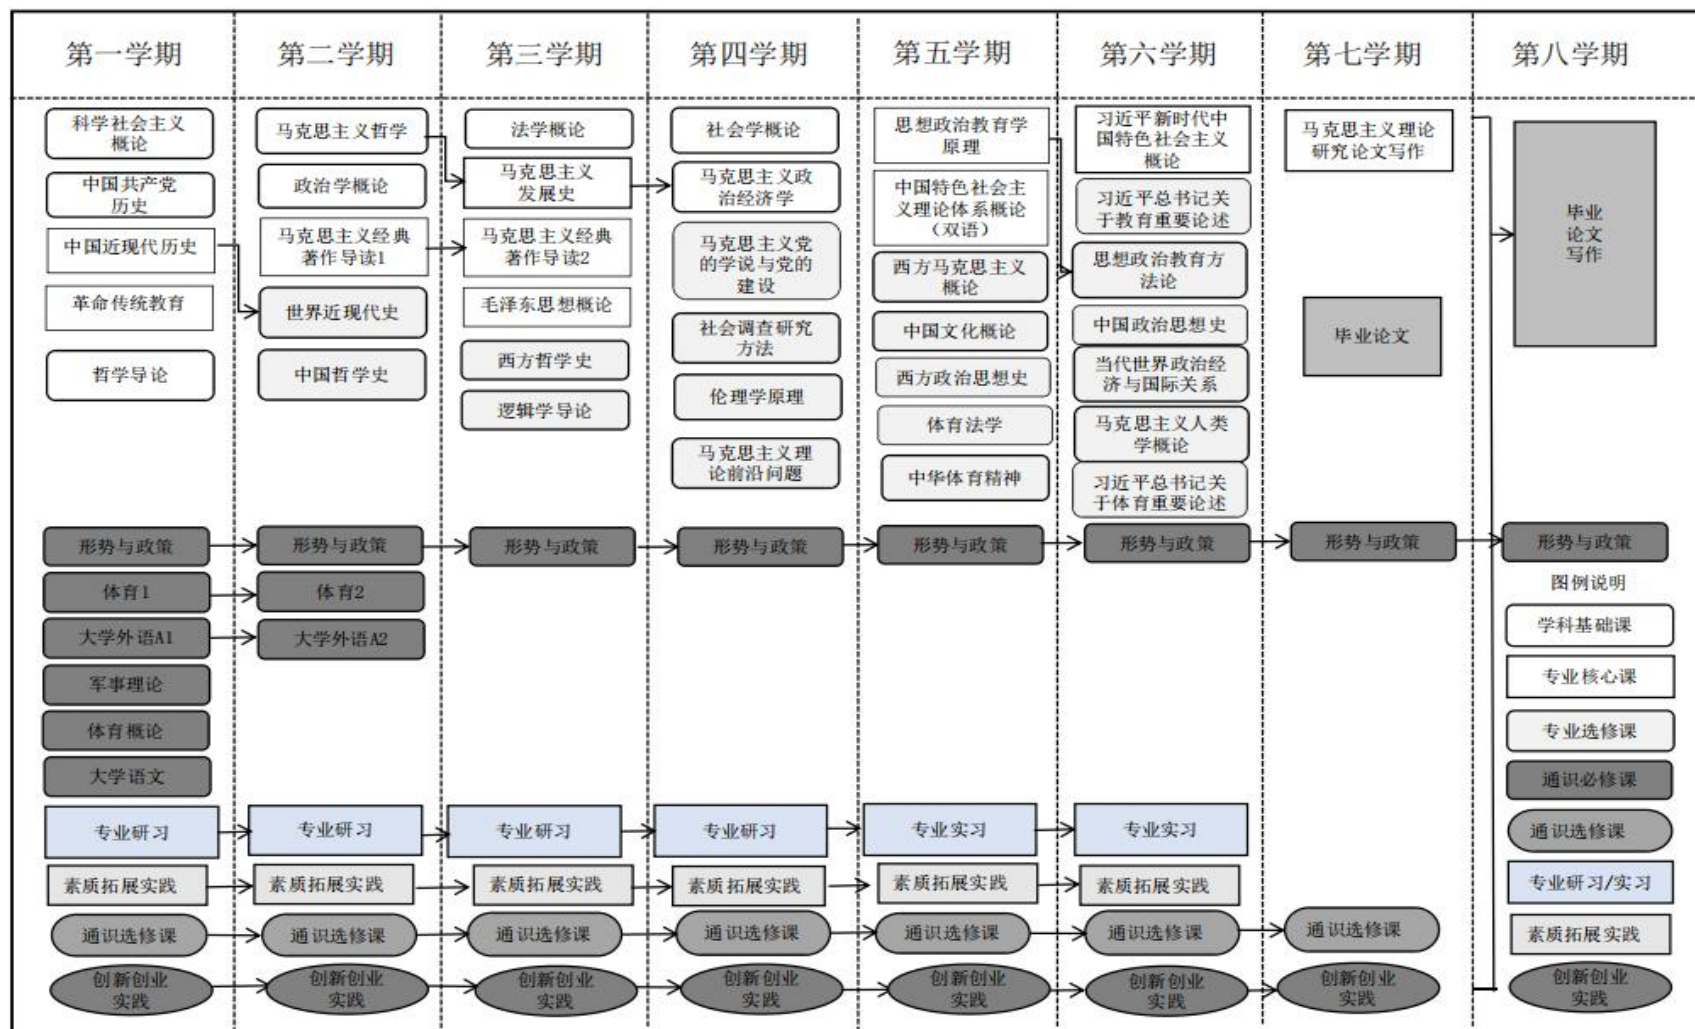 第一学期
第二学期
第三学期
第四学期
第五学期
第六学期
第七学期
第八学期
科学社会主义
概论
中国共产党
历史
中国近现代历史
革命传统教育
哲学导论
马克思主义哲学
政治学概论
马克思主义经典
著作导读1
世界近现代史
中国哲学史
法学概论
马克思主义
发展史
马克思主义经典
著作导读2
毛泽东思想概论
西方哲学史
逻辑学导论
社会学概论
马克思主义政
治经济学
马克思主义党
的学说与党的
建设
社会调查研究
方法
伦理学原理
马克思主义理
论前沿问题
思想政治教育学
原理
中国特色社会主
义理论体系概论
（双语）
西方马克思主义
概论
中国文化概论
西方政治思想史
体育法学
中华体育精神
习近平新时代中
国特色社会主义
概论
习近平总书记关
于教育重要论述
思想政治教育方
法论
中国政治思想史
当代世界政治经
济与国际关系
马克思主义人类
学概论
习近平总书记关
于体育重要论述
马克思主义理论
研究论文写作
毕业论文
毕业
论文
写作
形势与政策
形势与政策
形势与政策
形势与政策
形势与政策
形势与政策
形势与政策
形势与政策
体育1
体育2
大学外语A1
大学外语A2
军事理论
体育概论
大学语文
专业研习
专业研习
专业研习
专业研习
专业实习
专业实习
素质拓展实践
素质拓展实践
素质拓展实践
素质拓展实践
素质拓展实践
素质拓展实践
通识选修课
通识选修课
通识选修课
通识选修课
通识选修课
通识选修课
通识选修课
创新创业
实践
创新创业
实践
创新创业
实践
创新创业
实践
创新创业
实践
创新创业
实践
创新创业
实践
图例说明
学科基础课
专业核心课
专业选修课
通识必修课
通识选修课
专业研习/实习
素质拓展实践
创新创业
实践